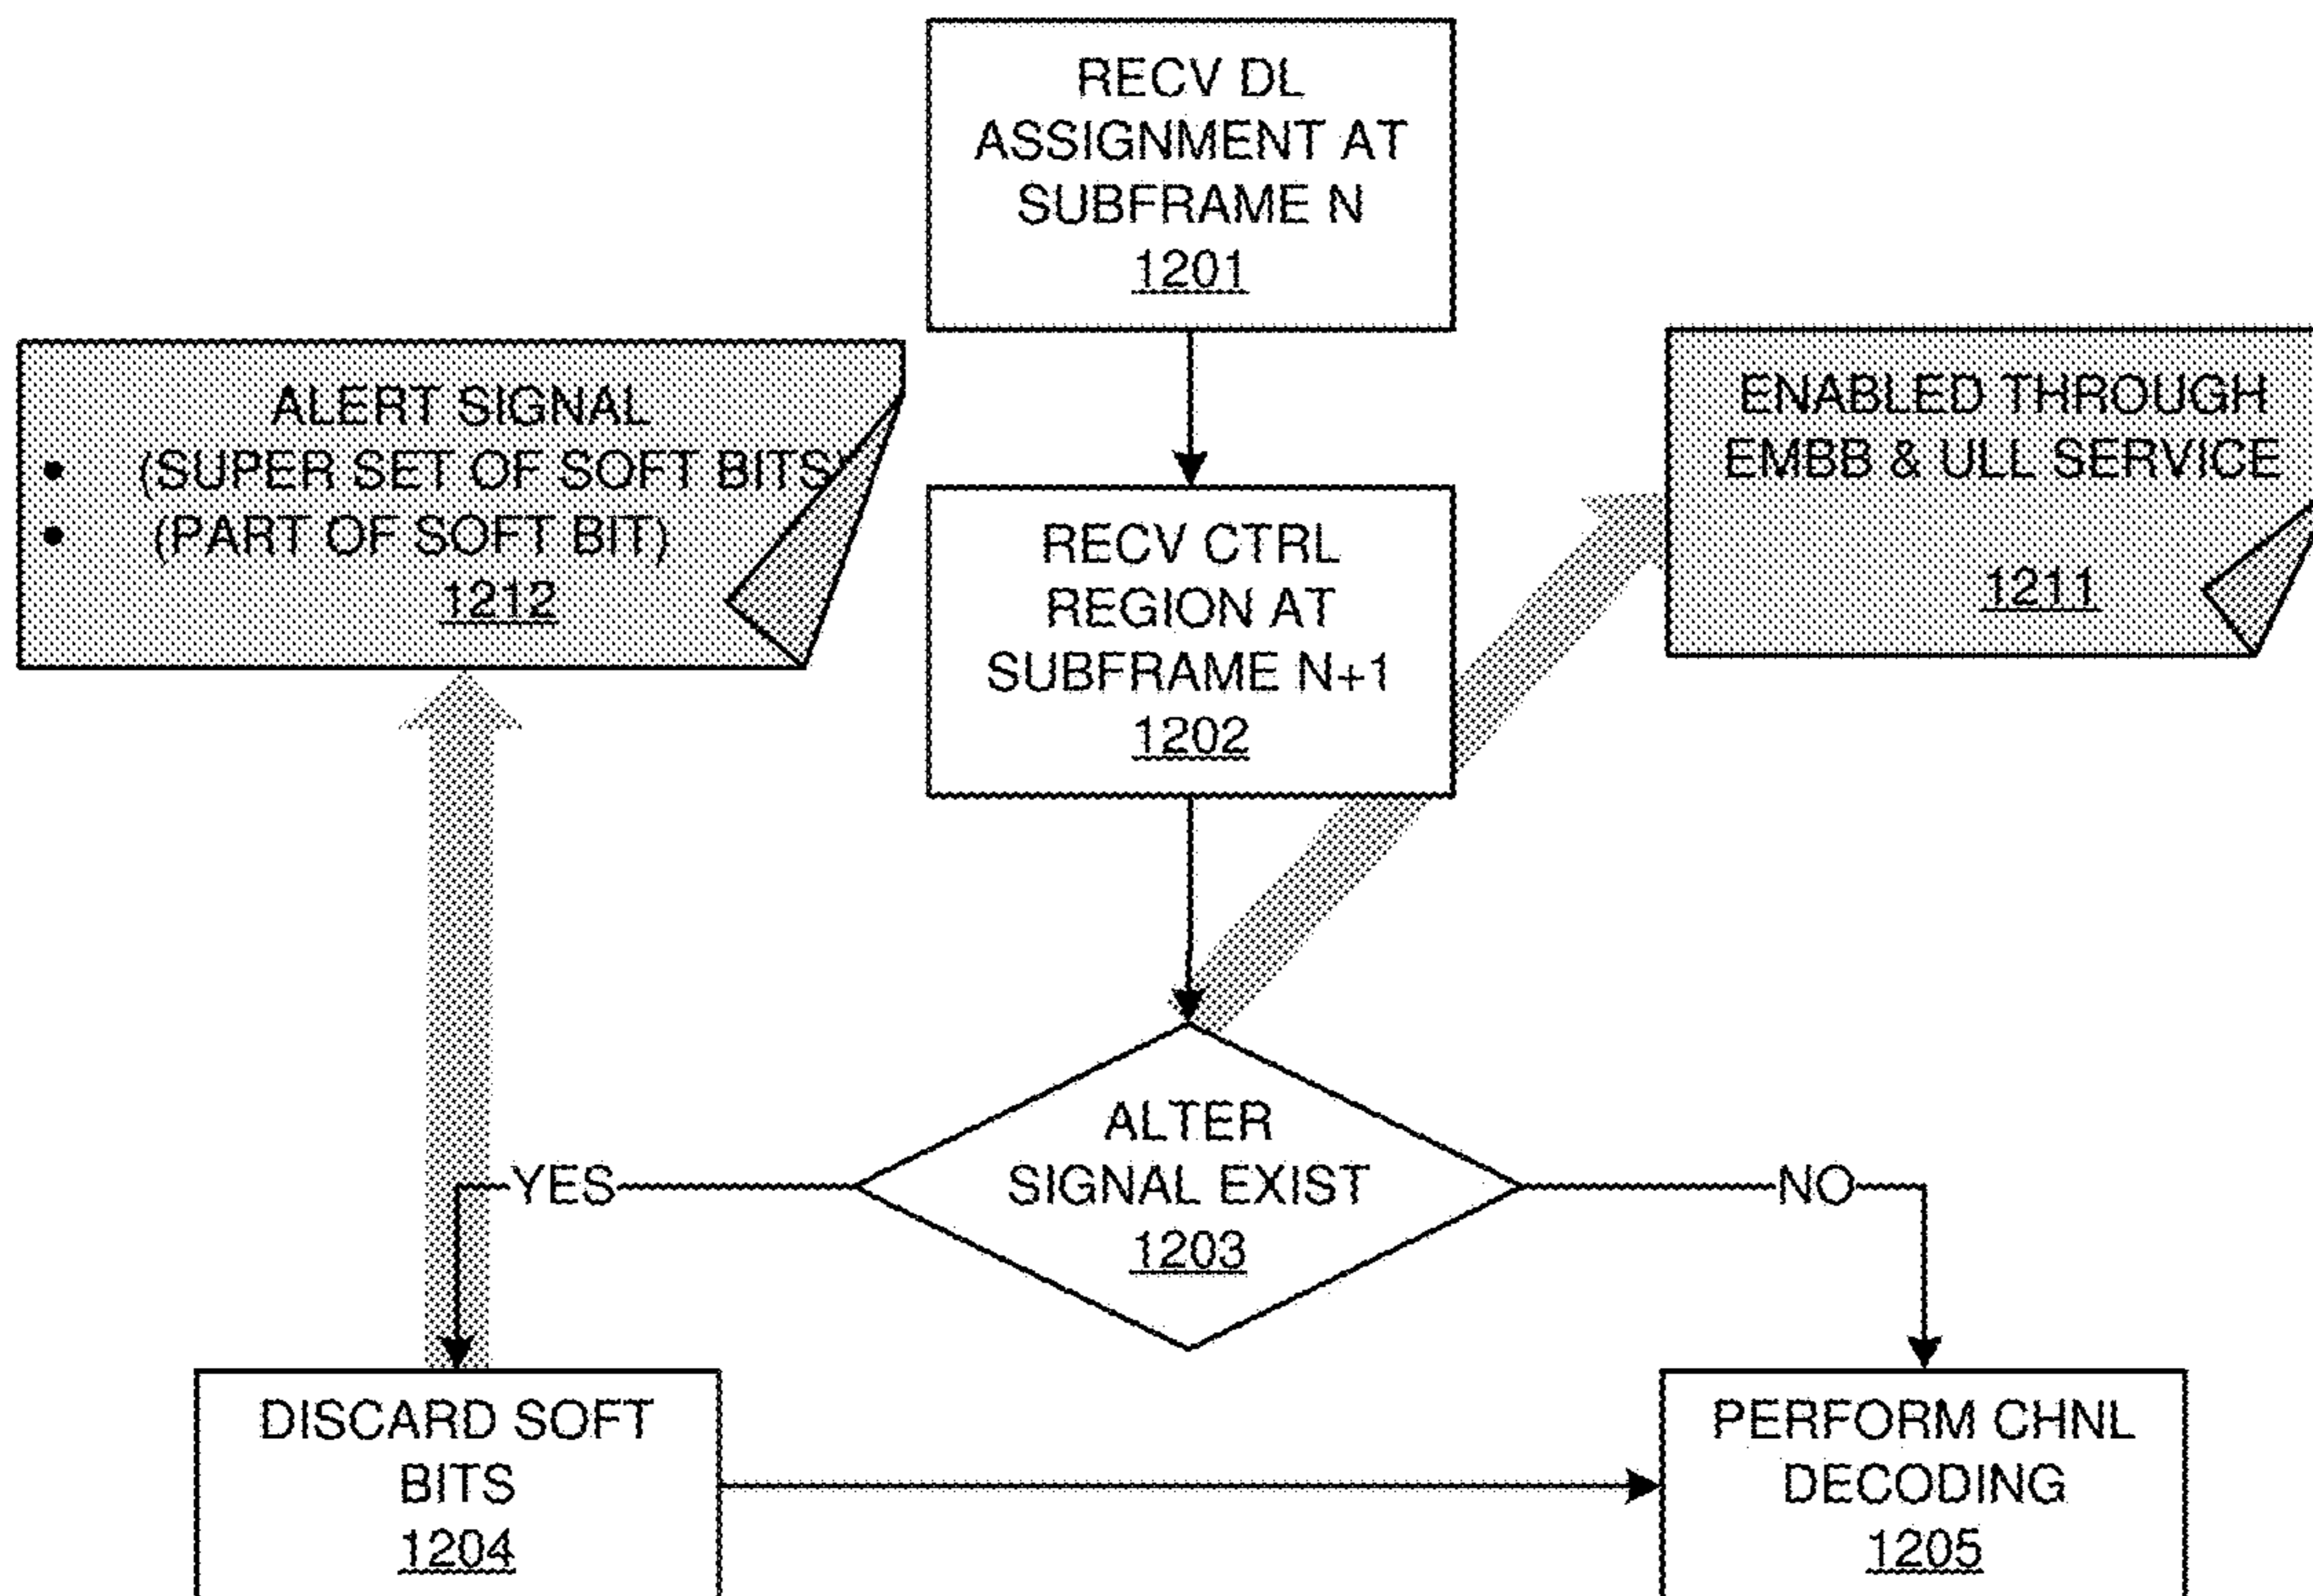 RECV DL
ASSIGNMENT AT
SUBFRAME N
1201
ALERT SIGNAL
• (SUPER SET OF SOFT BITS)
• (PART OF SOFT BIT)
1212
ENABLED THROUGH
EMBB & ULL SERVICE
1211
RECV CTRL
REGION AT
SUBFRAME N+1
1202
ALTER
SIGNAL EXIST
1203
YES
NO
DISCARD SOFT
BITS
1204
PERFORM CHNL
DECODING
1205